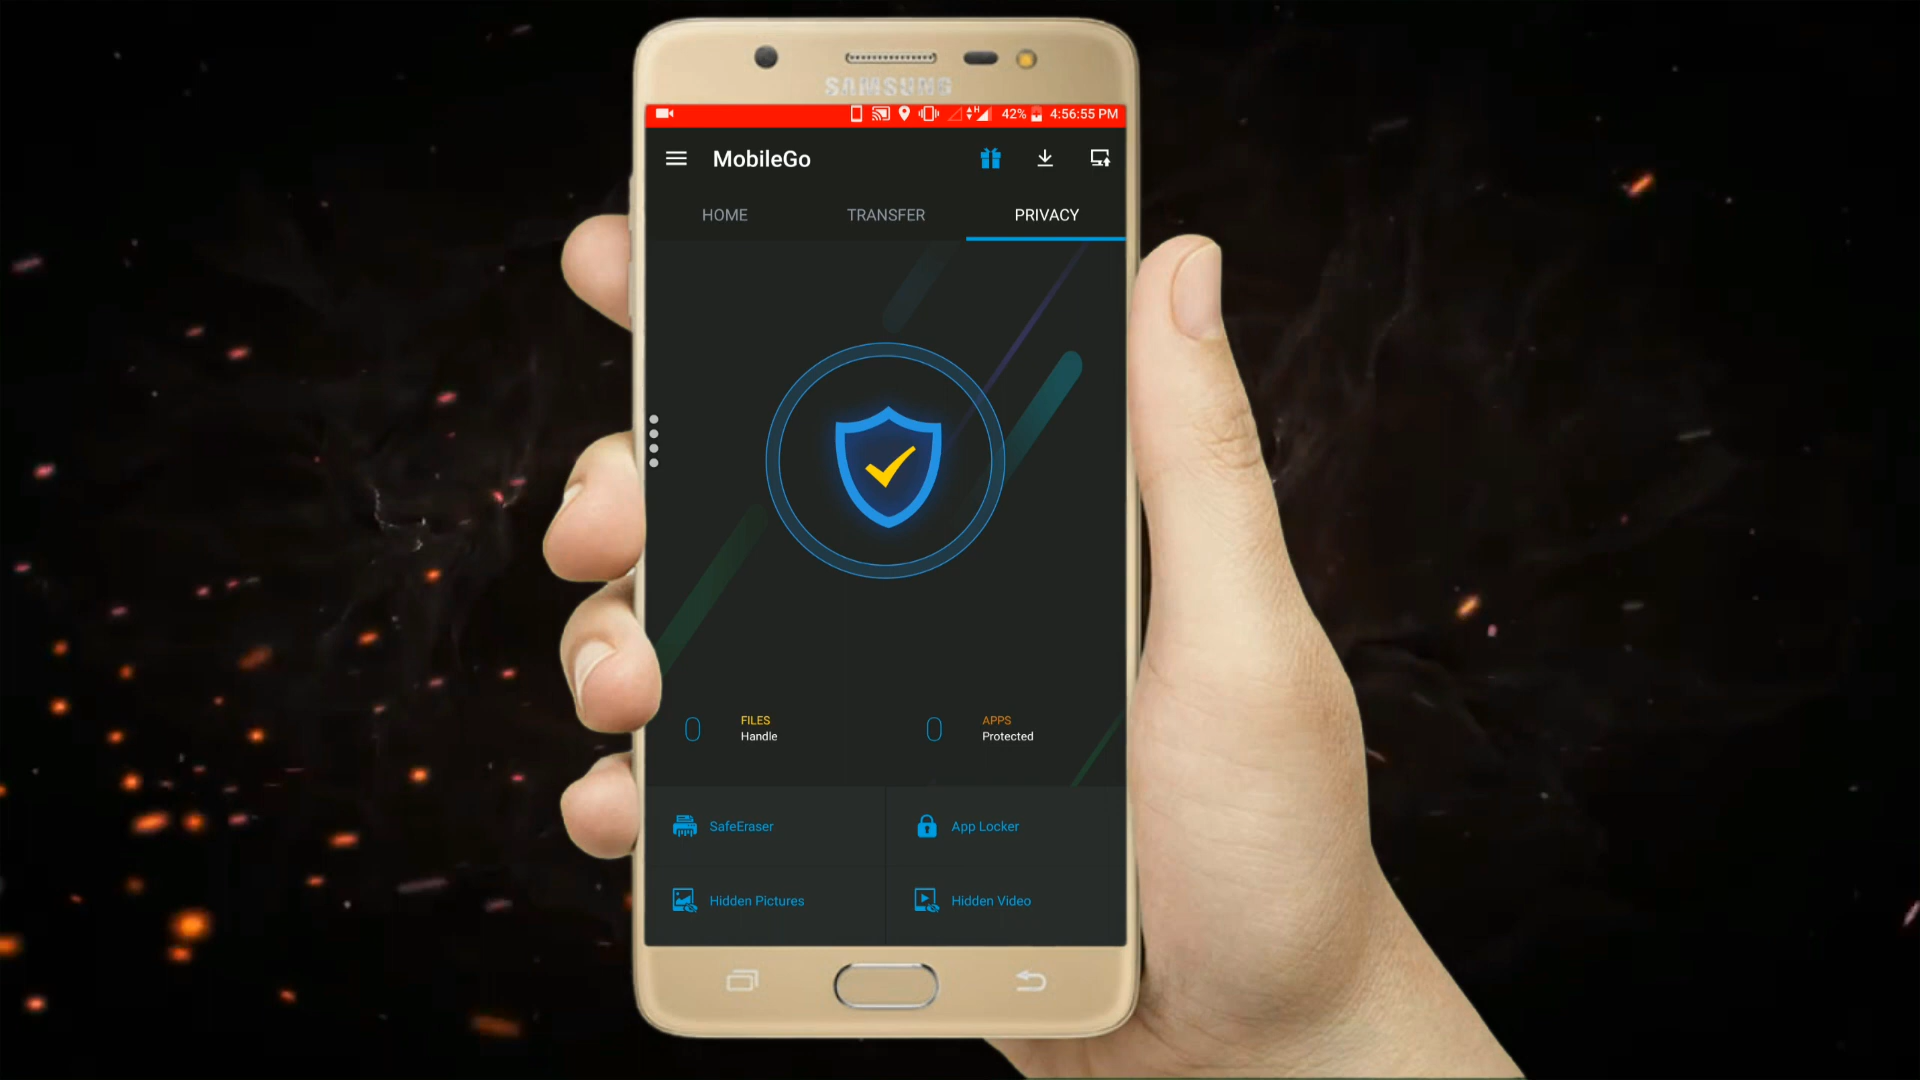 SAMSUNG
42% 4:56:55 PM
MobileGo
HOME TRANSFER PRIVACY
0 FILES Handle
0 APPS Protected
SafeEraser App Locker
Hidden Pictures Hidden Video